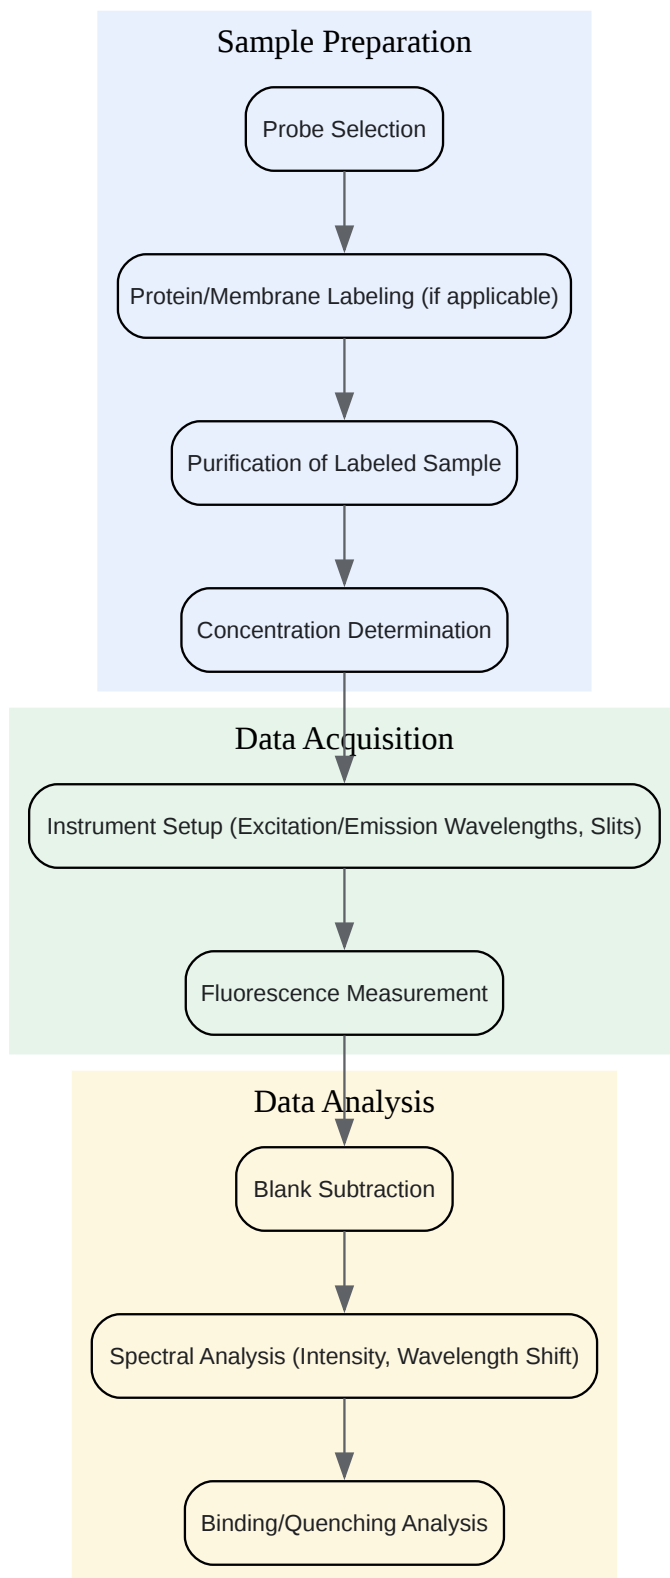 Sample Preparation
Probe Selection
Protein/Membrane Labeling (if applicable)
Purification of Labeled Sample
Concentration Determination
Data Acquisition
Instrument Setup (Excitation/Emission Wavelengths, Slits)
Fluorescence Measurement
Data Analysis
Blank Subtraction
Spectral Analysis (Intensity, Wavelength Shift)
Binding/Quenching Analysis